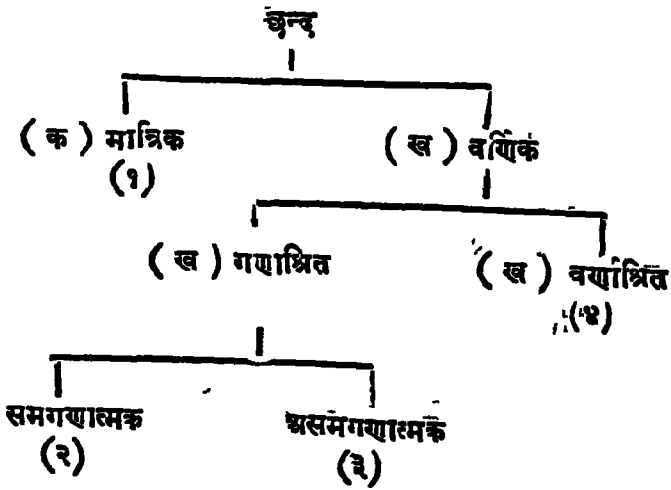 छन्द
( क ) मात्रिक ( ख ) वर्णिक
(१)
( ख ) गणाश्रित ( ख ) वर्णाश्रित
(४)
समगणात्मक असमगणात्मक
(२) (३)